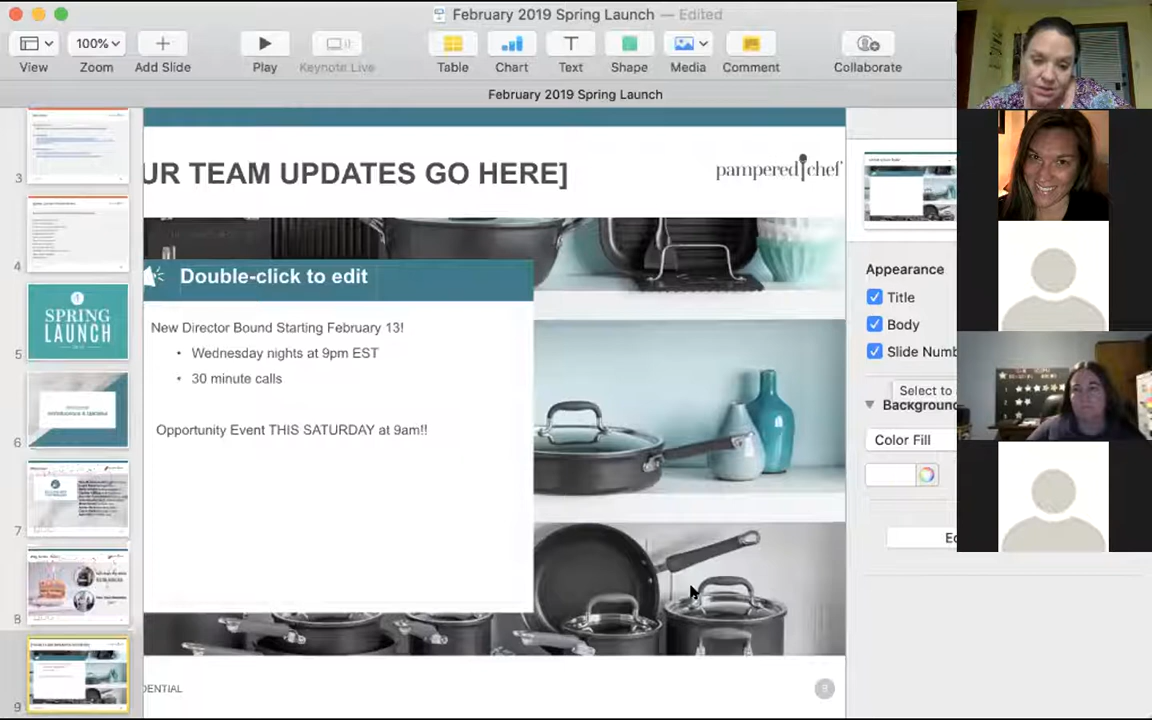 February 2019 Spring Launch — Edited
100%
View
Zoom
Add Slide
Play
Keynote Live
Table
Chart
Text
Shape
Media
Comment
Collaborate
February 2019 Spring Launch
3
4
5
6
7
8
9
SPRING
LAUNCH
UR TEAM UPDATES GO HERE]
pampered chef
Double-click to edit
New Director Bound Starting February 13!
• Wednesday nights at 9pm EST
• 30 minute calls
Opportunity Event THIS SATURDAY at 9am!!
DENTIAL
9
Appearance
Title
Body
Slide Numb
Select to
Background
Color Fill